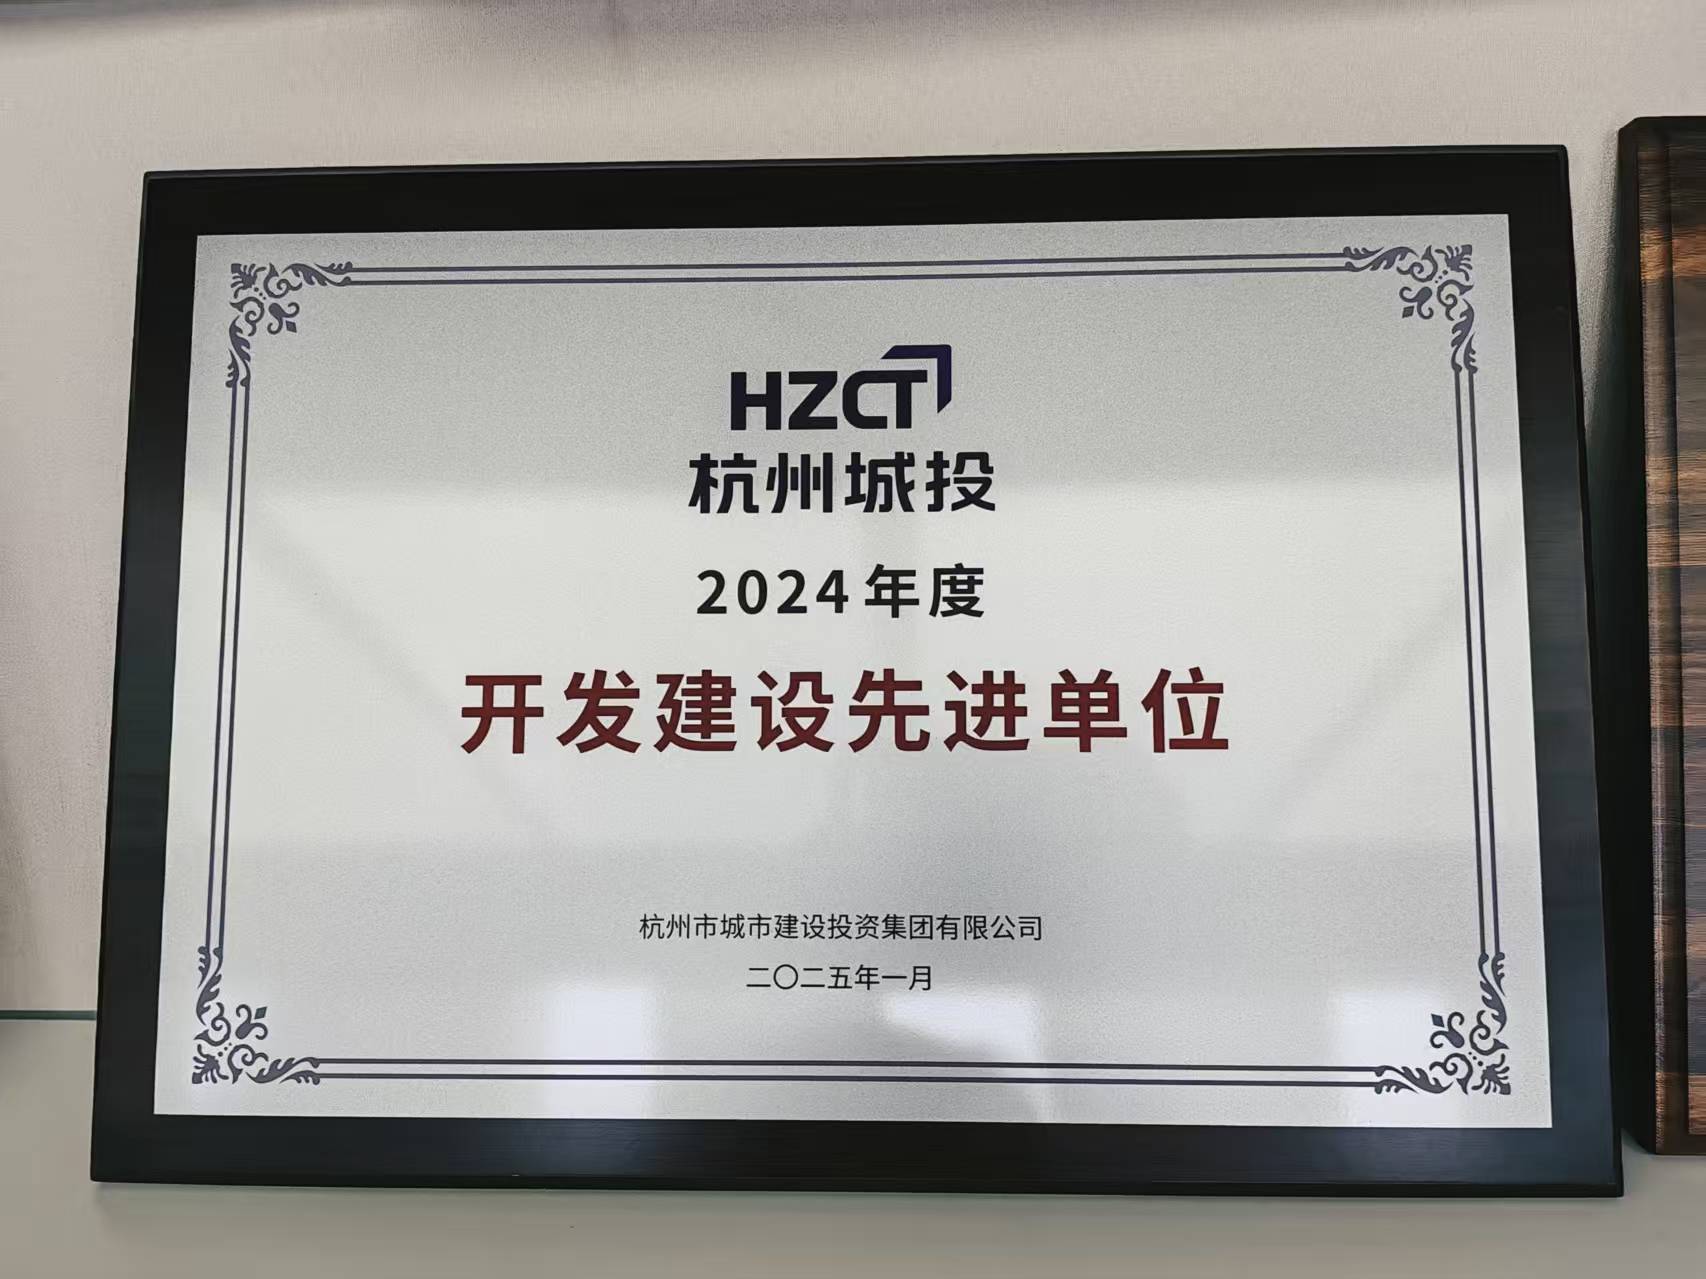 HZCT
杭州城投
2024年度
开发建设先进单位
杭州市城市建设投资集团有限公司
二〇二五年一月